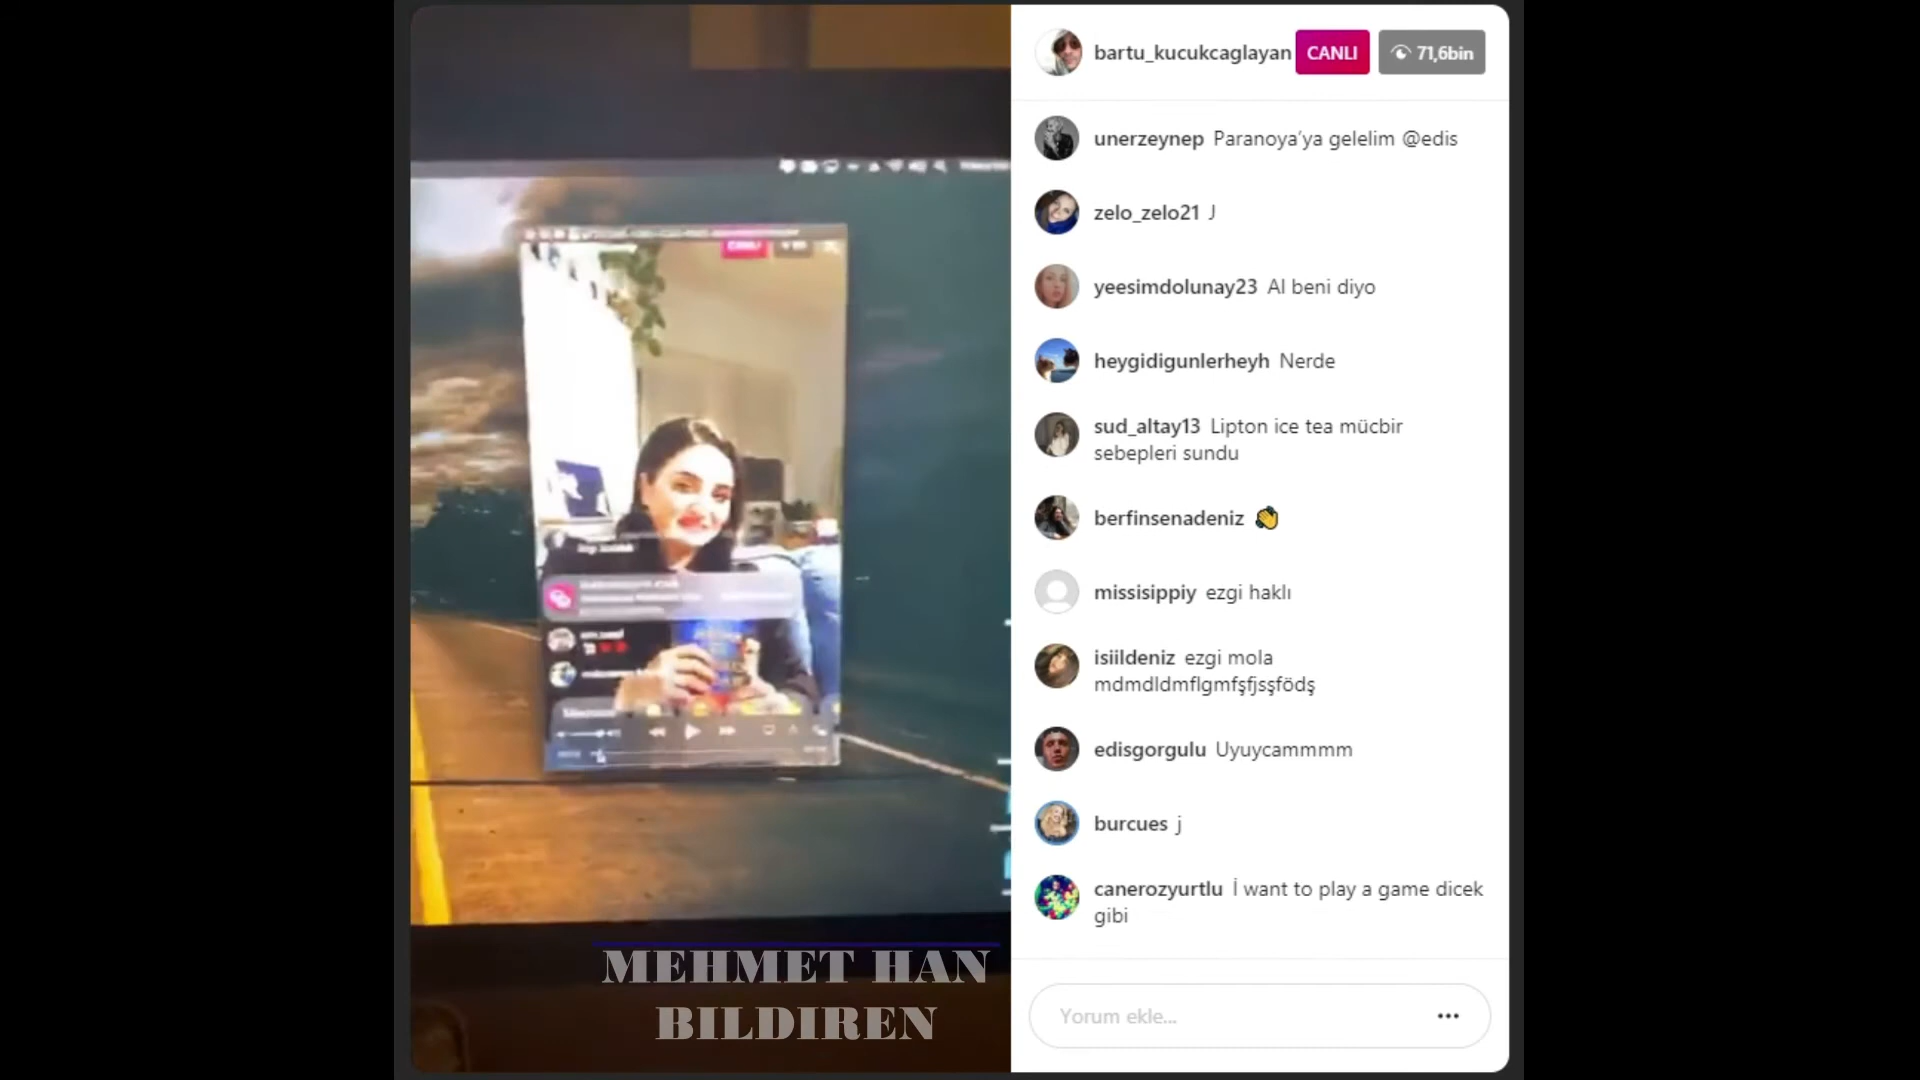 bartu_kucukcaglayan CANLI 71,6bin
unerzeynep Paranoya'ya gelelim @edis
zelo_zelo21 J
yeesimdolunay23 Al beni diyo
heygidigunlerheyh Nerde
sud_altay13 Lipton ice tea mücbir
sebepleri sundu
berfinsenadeniz 👏
missisippiy ezgi haklı
isiildeniz ezgi mola
mdmdldmflgmfşfjsşfödş
edisgorgulu Uyuycammmm
burcues j
canerozyurtlu İ want to play a game dicek
gibi
Yorum ekle...
CANLI
MEHMET HAN
BILDIREN